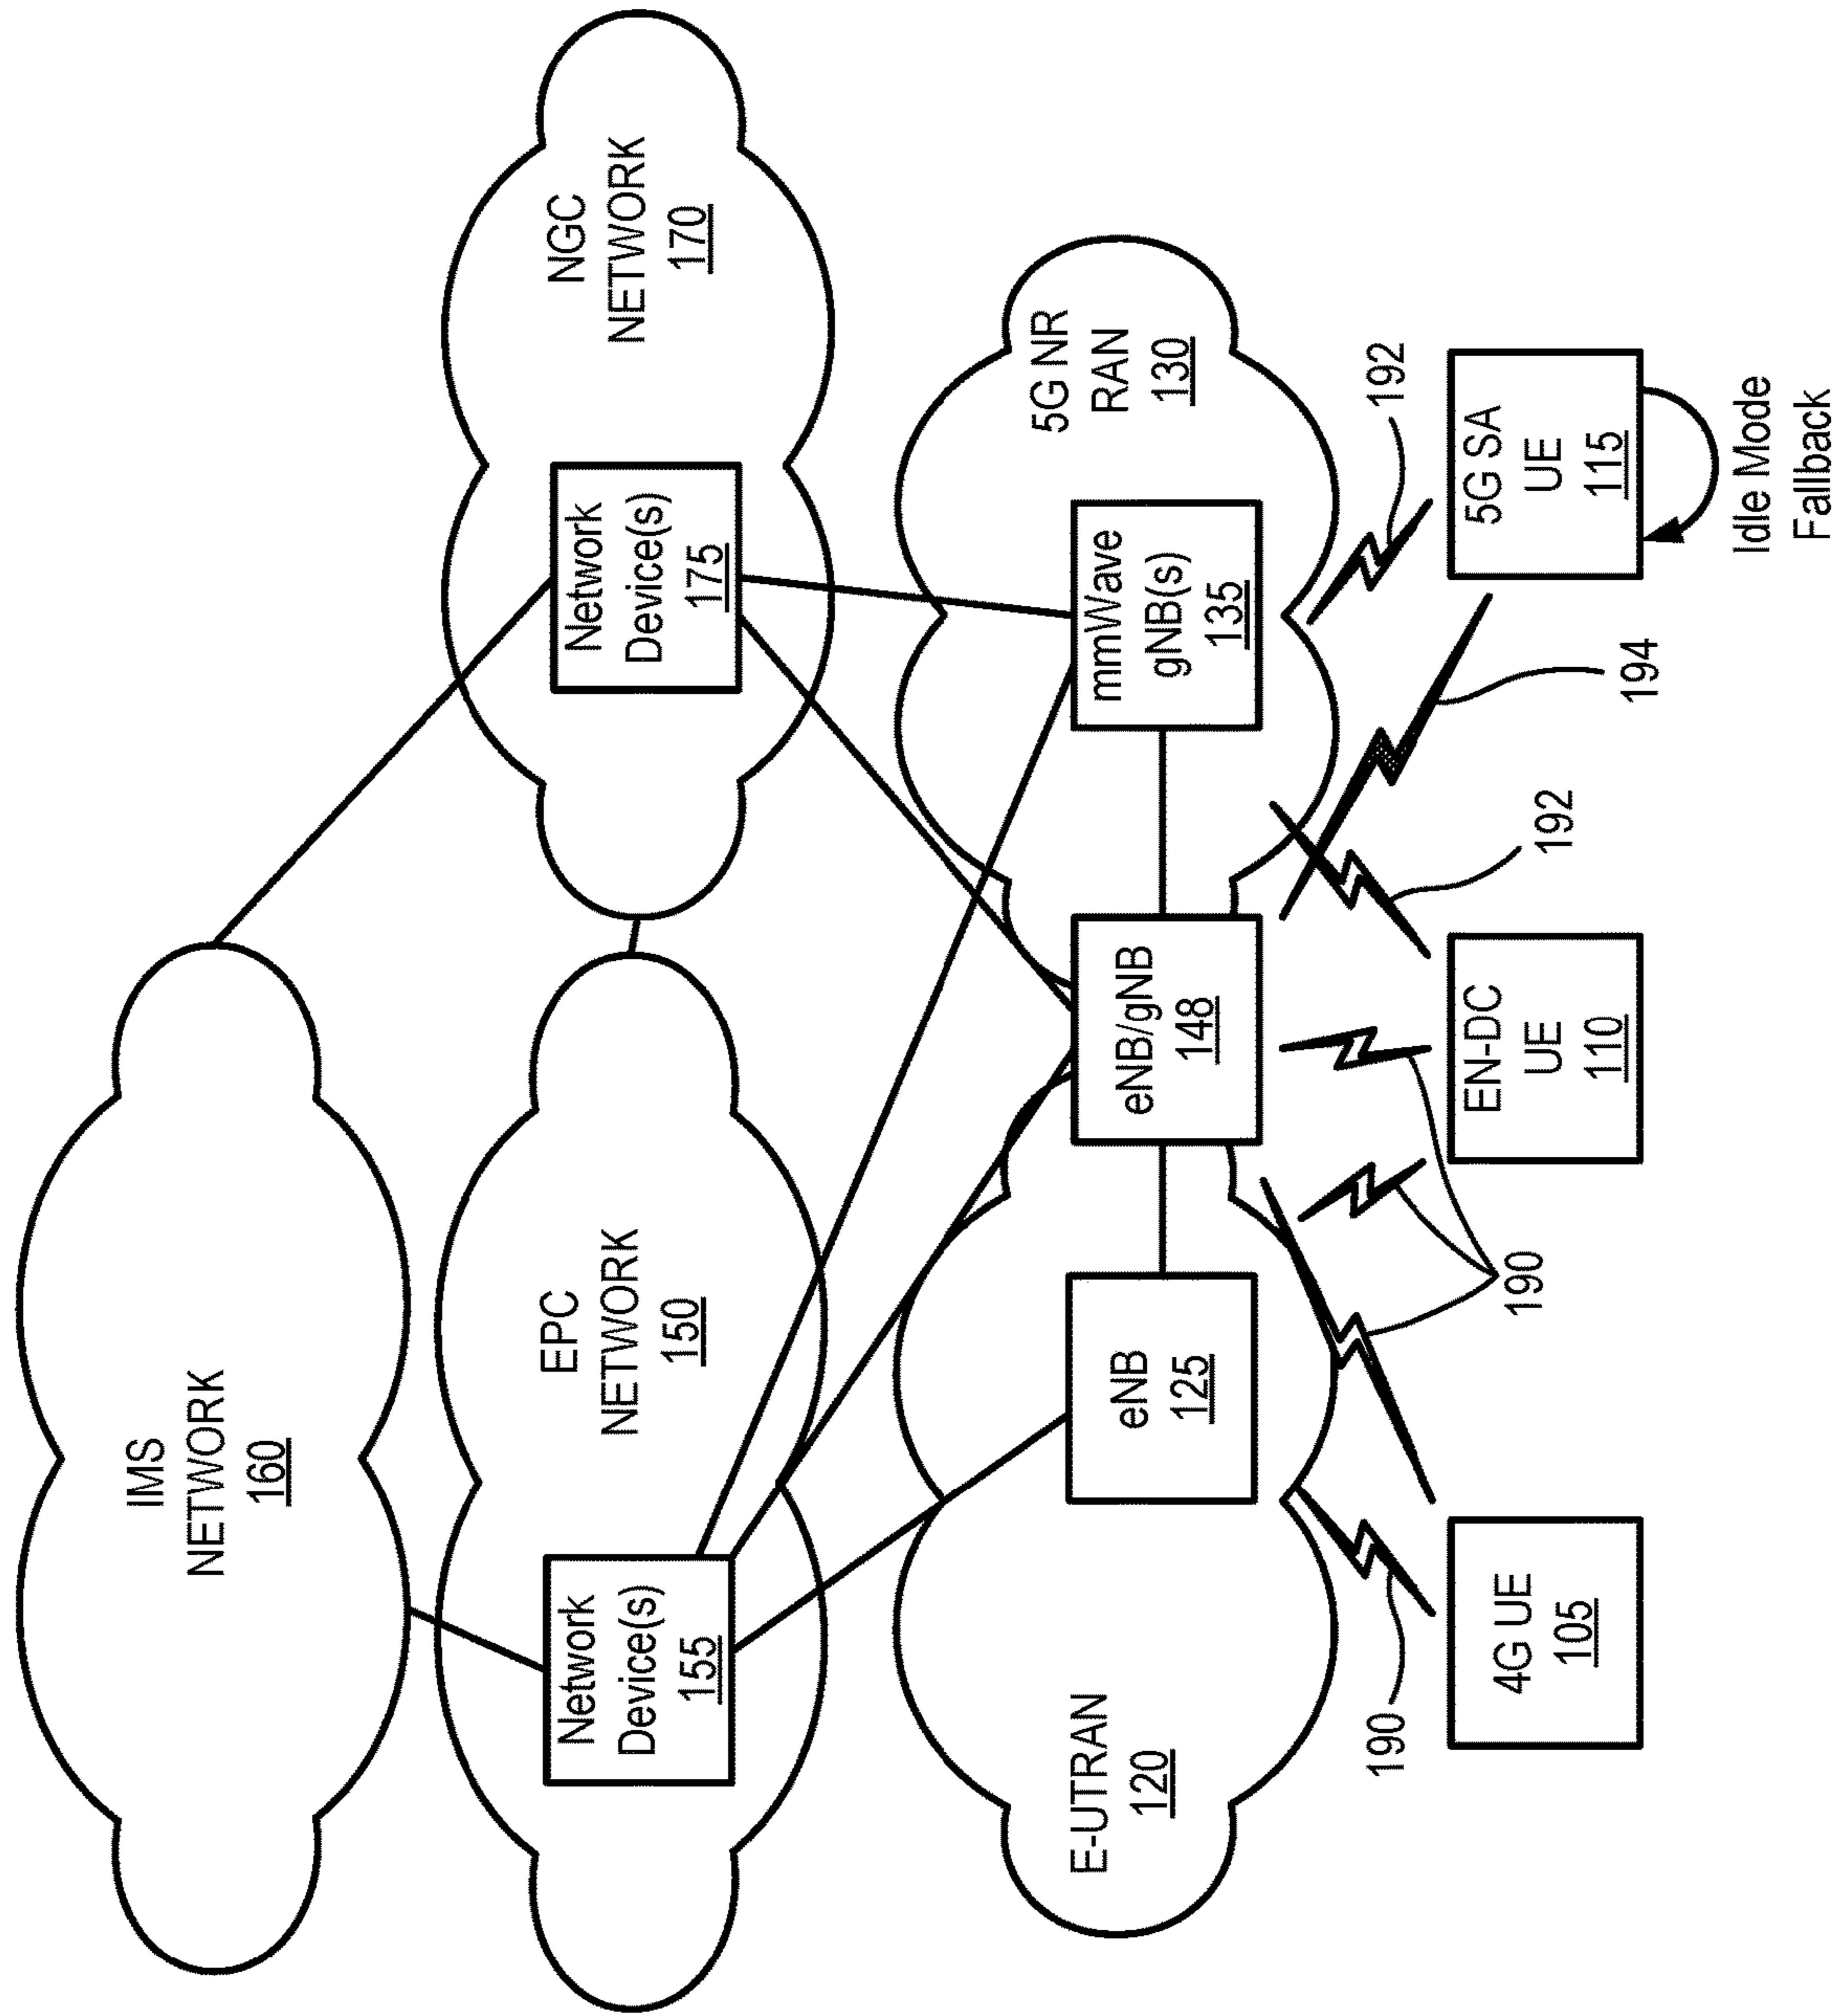 IMS
NETWORK
160
EPC
NETWORK
150
Network
Device(s)
155
NGC
NETWORK
170
Network
Device(s)
175
E-UTRAN
120
eNB
125
eNB/gNB
148
5G NR
RAN
130
mmWave
gNB(s)
135
190
190
192
194
192
4G UE
105
EN-DC
UE
110
5G SA
UE
115
Idle Mode
Fallback